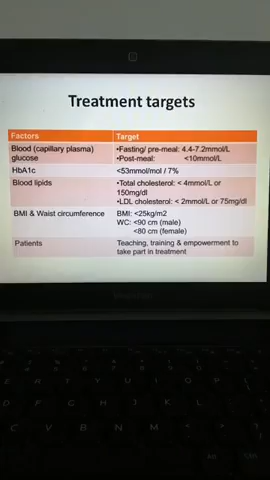 Treatment targets
Factors Target
Blood (capillary plasma) •Fasting/ pre-meal: 4.4-7.2mmol/L
glucose •Post-meal: <10mmol/L
HbA1c <53mmol/mol / 7%
Blood lipids •Total cholesterol: < 4mmol/L or
150mg/dl
•LDL cholesterol: < 2mmol/L or 75mg/dl
BMI & Waist circumference BMI: <25kg/m2
WC: <90 cm (male)
<80 cm (female)
Patients Teaching, training & empowerment to
take part in treatment
E R T Y U I O P
D F G H J K L
C V B N M